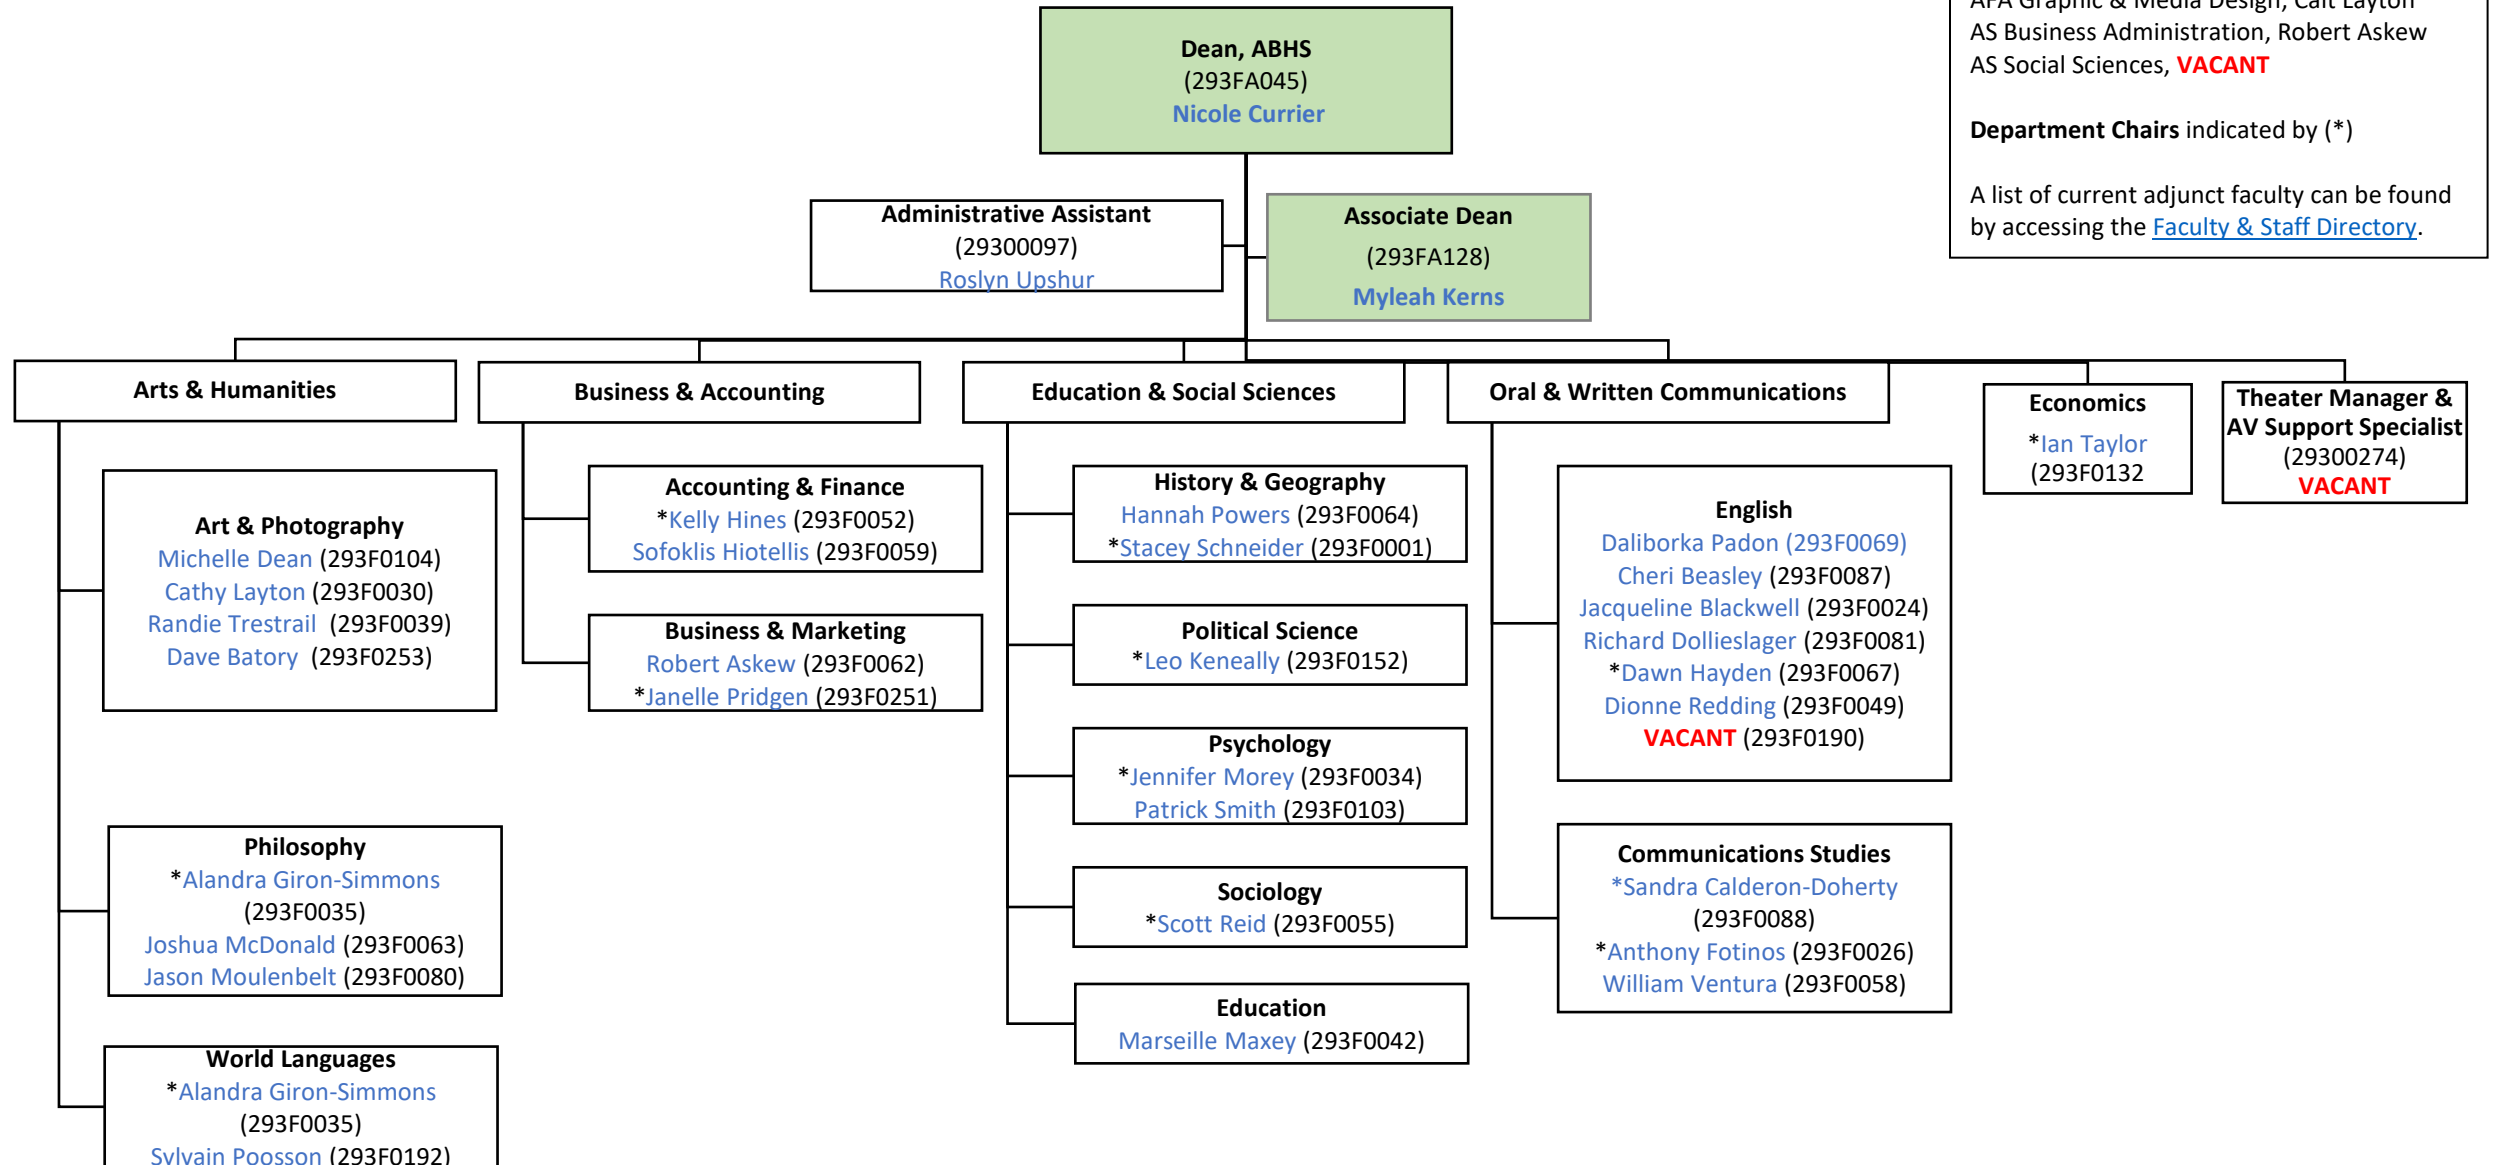 AFA Graphic & Media Design, Cait Layton
AS Business Administration, Robert Askew
AS Social Sciences, VACANT
Department Chairs indicated by (*)
A list of current adjunct faculty can be found
by accessing the Faculty & Staff Directory.
Dean, ABHS
(293FA045)
Nicole Currier
Administrative Assistant
(29300097)
Roslyn Upshur
Associate Dean
(293FA128)
Myleah Kerns
Arts & Humanities
Art & Photography
Michelle Dean (293F0104)
Cathy Layton (293F0030)
Randie Trestrail (293F0039)
Dave Batory (293F0253)
Philosophy
*Alandra Giron-Simmons
(293F0035)
Joshua McDonald (293F0063)
Jason Moulenbelt (293F0080)
World Languages
*Alandra Giron-Simmons
(293F0035)
Sylvain Poosson (293F0192)
Business & Accounting
Accounting & Finance
*Kelly Hines (293F0052)
Sofoklis Hiotellis (293F0059)
Business & Marketing
Robert Askew (293F0062)
*Janelle Pridgen (293F0251)
Education & Social Sciences
History & Geography
Hannah Powers (293F0064)
*Stacey Schneider (293F0001)
Political Science
*Leo Keneally (293F0152)
Psychology
*Jennifer Morey (293F0034)
Patrick Smith (293F0103)
Sociology
*Scott Reid (293F0055)
Education
Marseille Maxey (293F0042)
Oral & Written Communications
English
Daliborka Padon (293F0069)
Cheri Beasley (293F0087)
Jacqueline Blackwell (293F0024)
Richard Dollieslager (293F0081)
*Dawn Hayden (293F0067)
Dionne Redding (293F0049)
VACANT (293F0190)
Communications Studies
*Sandra Calderon-Doherty
(293F0088)
*Anthony Fotinos (293F0026)
William Ventura (293F0058)
Economics
*Ian Taylor
(293F0132
Theater Manager &
AV Support Specialist
(29300274)
VACANT